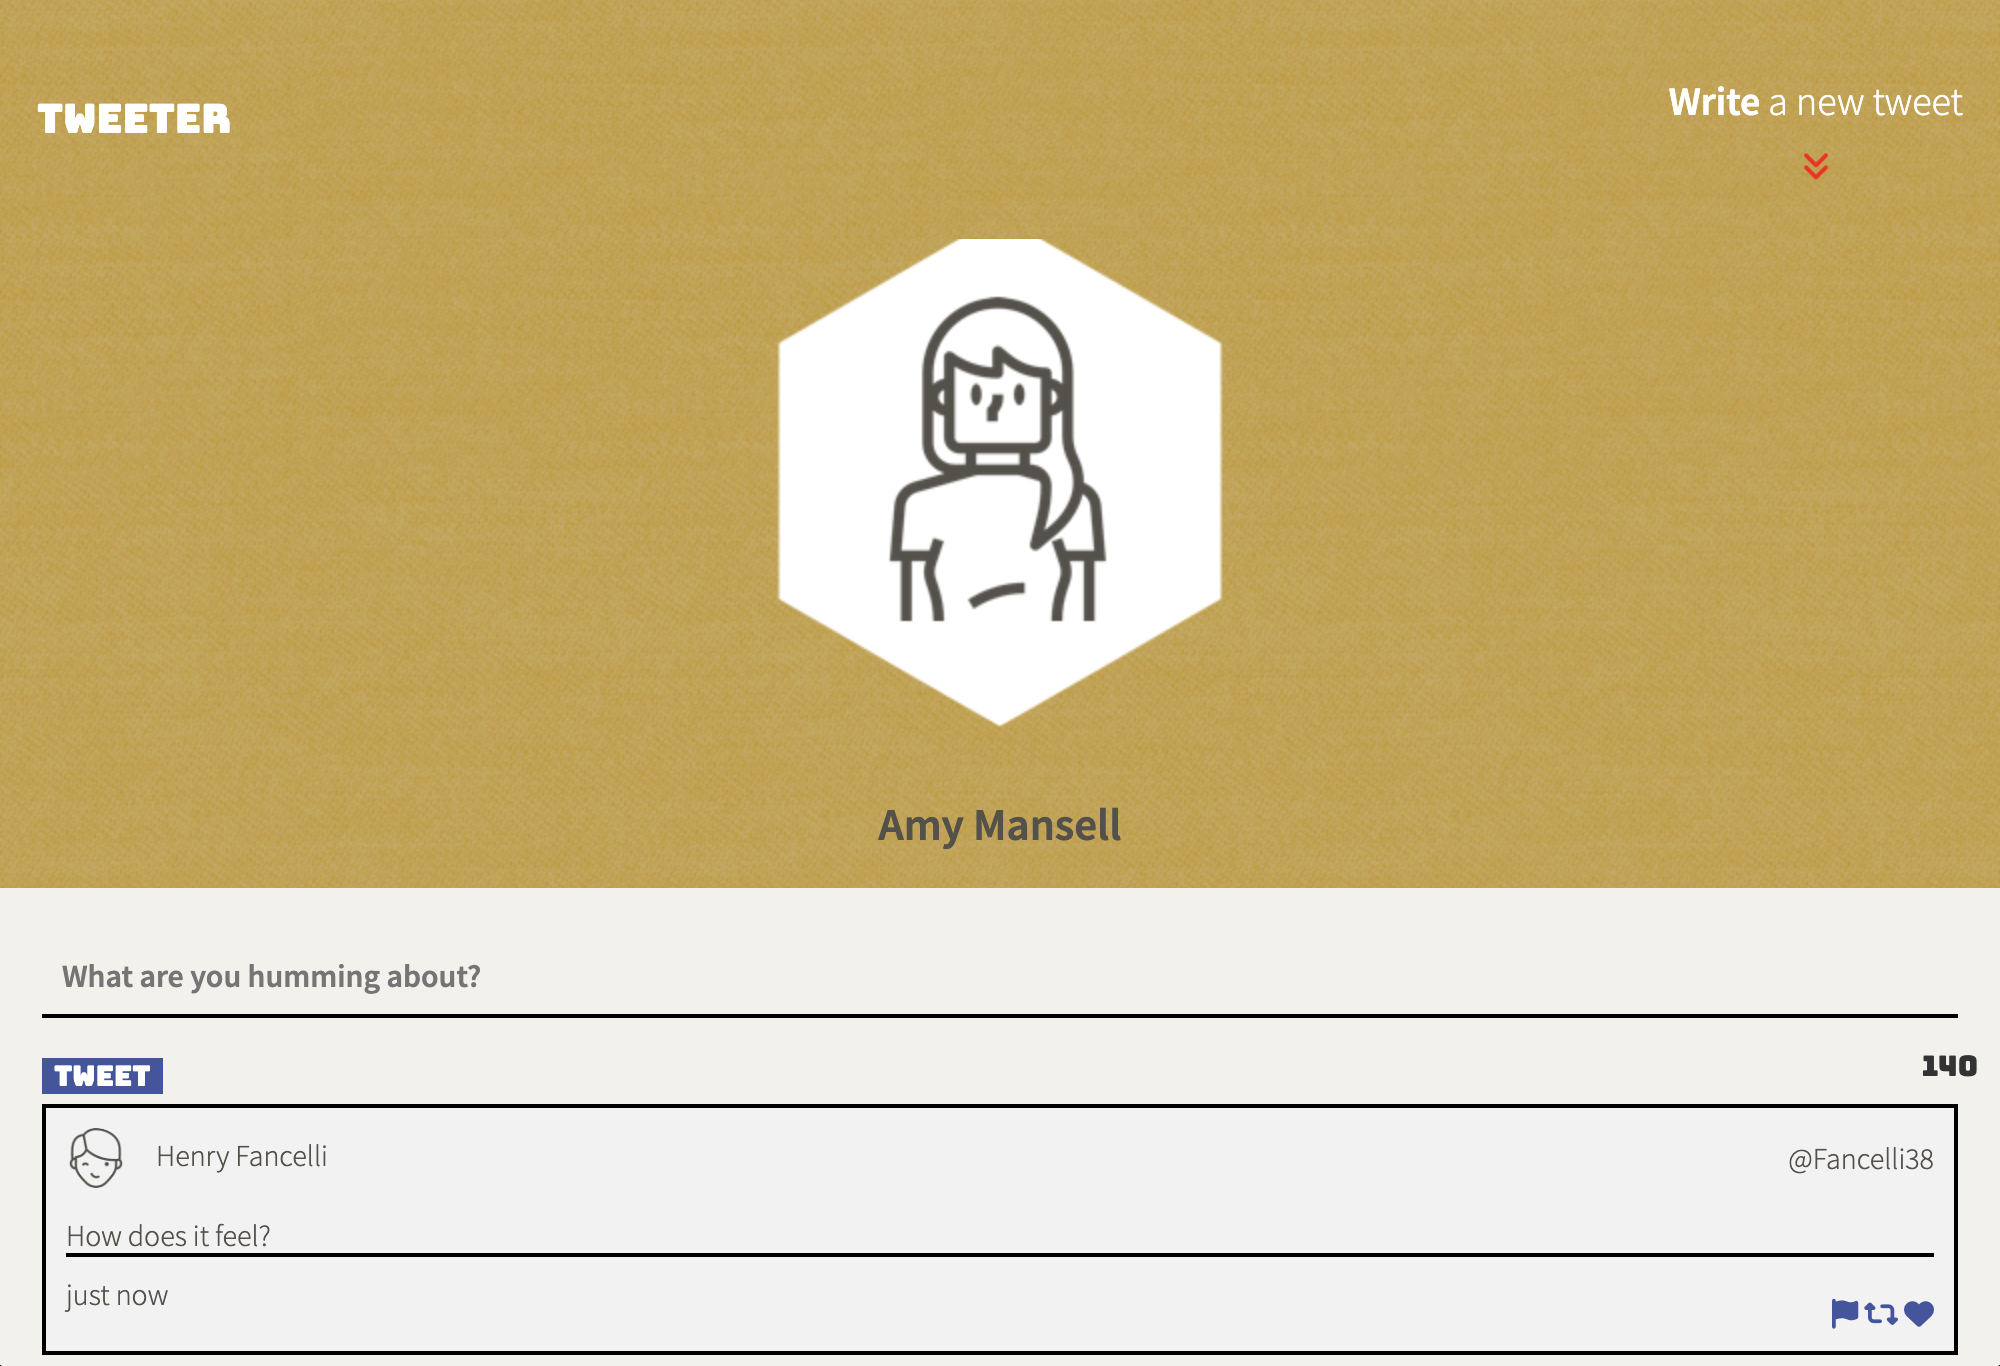 TWEETER
Write a new tweet
Amy Mansell
What are you humming about?
TWEET
140
Henry Fancelli
@Fancelli38
How does it feel?
just now